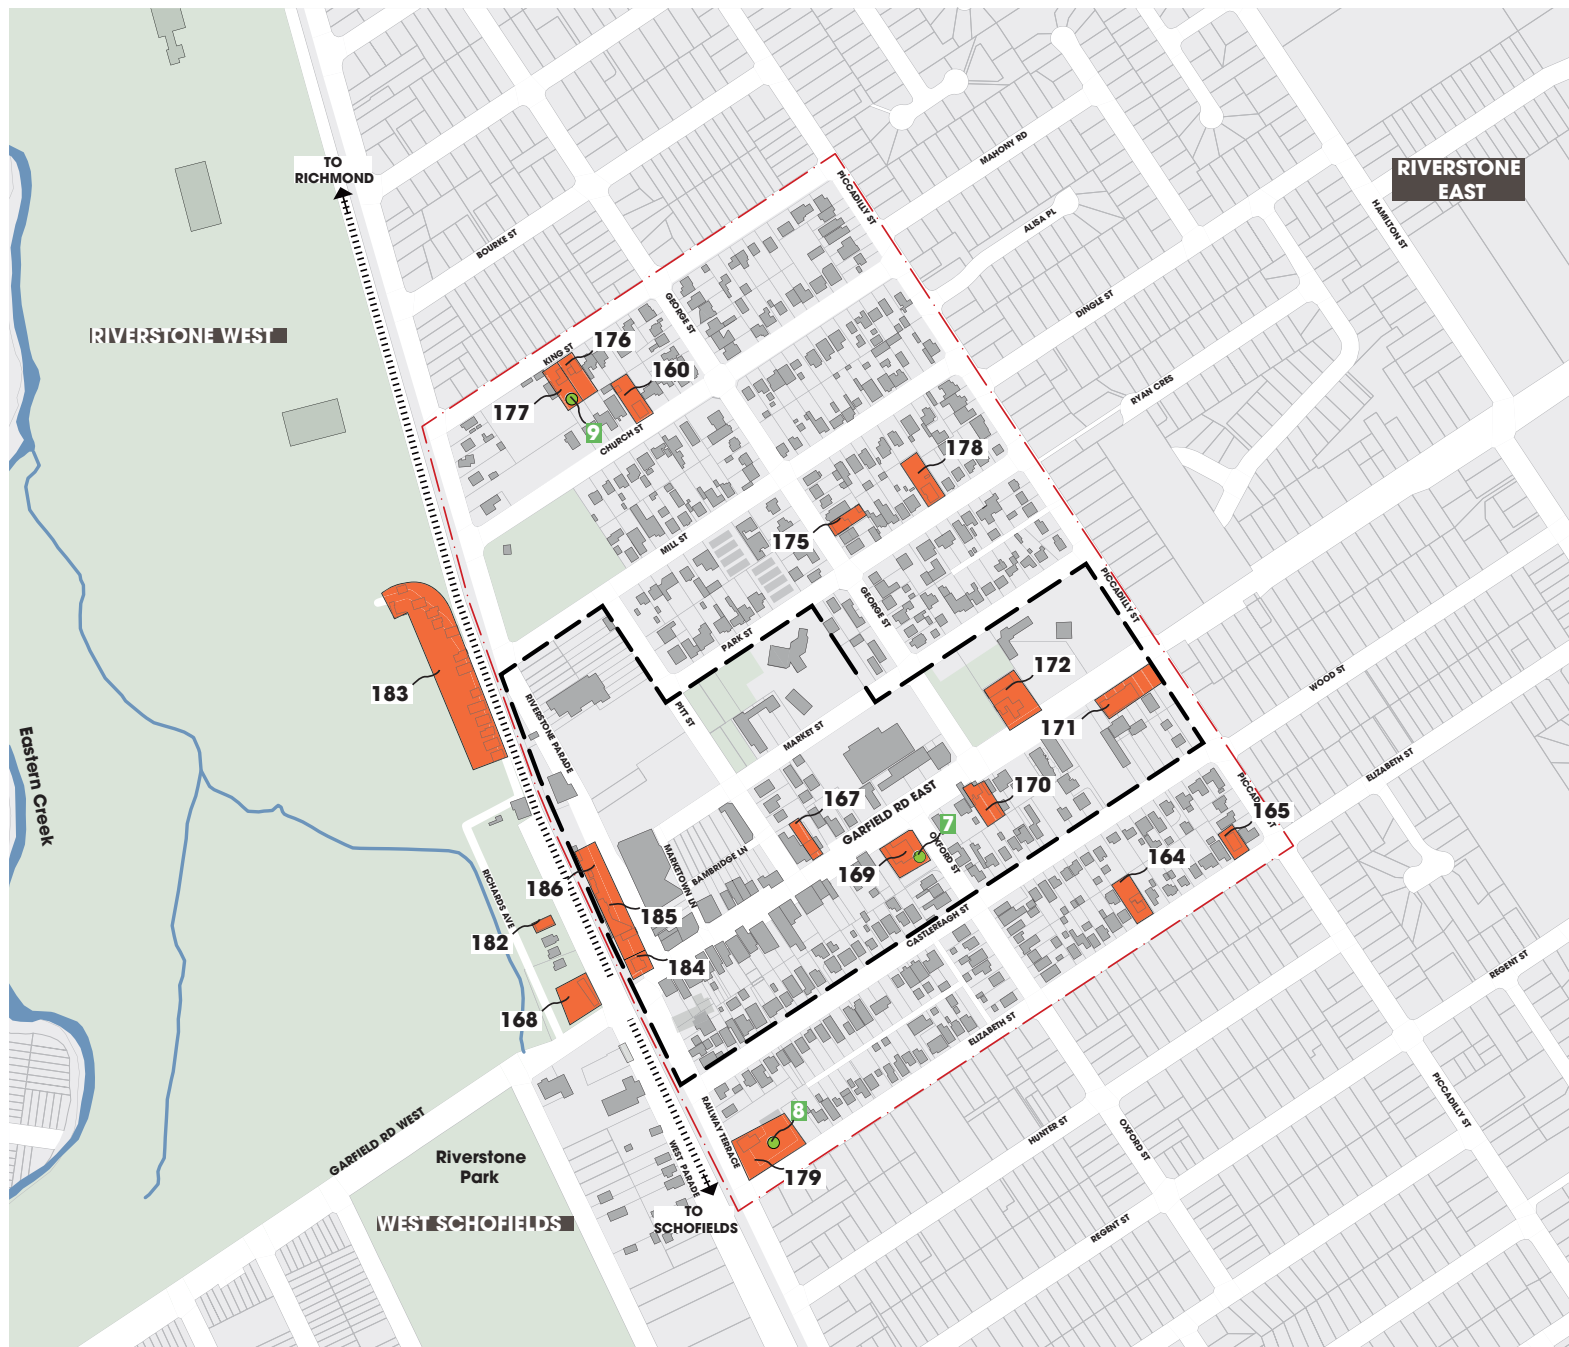 TO
RICHMOND
MAHONY RD
RIVERSTONE
EAST
PICCADILLY ST
ALISA PL
HAMILTON ST
BOURKE ST
DINGLE ST
GEORGE ST
RIVERSTONE WEST
176
KING ST
160
RYAN CRES
177
9
CHURCH ST
178
175
MILL ST
PICCADILLY ST
GEORGE ST
PARK ST
172
WOOD ST
183
171
PITT ST
RIVERSTONE PARADE
MARKET ST
ELIZABETH ST
Eastern Creek
170
PICCADILLY ST
167
GARFIELD RD EAST
165
7
OXFORD ST
164
BAMBRIDGE LN
MARKETOWN LN
169
186
RICHARDS AVE
185
CASTLEREAGH ST
182
184
REGENT ST
168
ELIZABETH ST
8
RAILWAY TERRACE
GARFIELD RD WEST
HUNTER ST
OXFORD ST
PICCADILLY ST
Riverstone
Park
WEST PARADE
179
TO
SCHOFIELDS
WEST SCHOFIELDS
REGENT ST